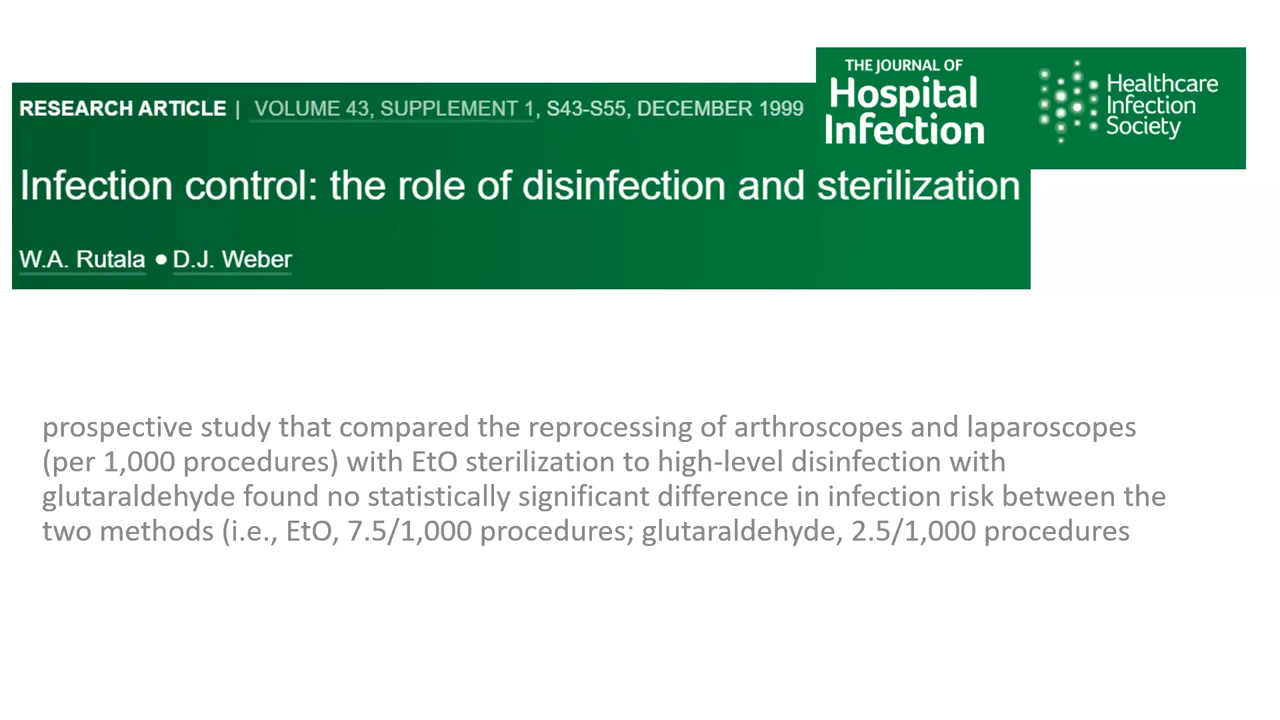 THE JOURNAL OF
Hospital
Infection
Healthcare
Infection
Society
RESEARCH ARTICLE | VOLUME 43, SUPPLEMENT 1, S43-S55, DECEMBER 1999
Infection control: the role of disinfection and sterilization
W.A. Rutala ● D.J. Weber
prospective study that compared the reprocessing of arthroscopes and laparoscopes
(per 1,000 procedures) with EtO sterilization to high-level disinfection with
glutaraldehyde found no statistically significant difference in infection risk between the
two methods (i.e., EtO, 7.5/1,000 procedures; glutaraldehyde, 2.5/1,000 procedures